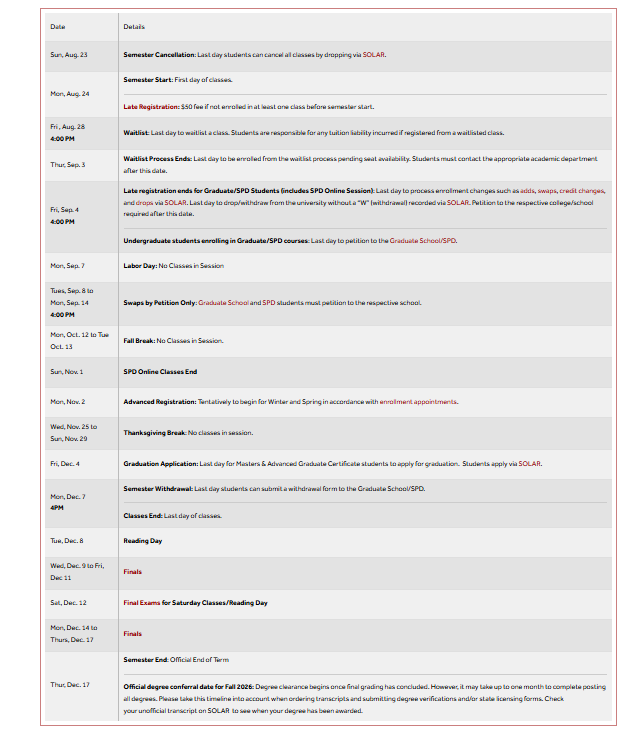 Date Details
Sun, Aug. 23
Semester Cancellation: Last day students can cancel all classes by dropping via SOLAR.
Mon, Aug. 24
Semester Start: First day of classes.
Late Registration: $50 fee if not enrolled in at least one class before semester start.
Fri, Aug. 28
4:00 PM
Waitlist: Last day to waitlist a class. Students are responsible for any tuition liability incurred if registered from a waitlisted class.
Thur, Sep. 3
Waitlist Process Ends: Last day to be enrolled from the waitlist process pending seat availability. Students must contact the appropriate academic department
after this date.
Fri, Sep. 4
4:00 PM
Late registration ends for Graduate/SPD Students (includes SPD Online Session): Last day to process enrollment changes such as adds, swaps, credit changes,
and drops via SOLAR. Last day to drop/withdraw from the university without a "W" (withdrawal) recorded via SOLAR. Petition to the respective college/school
required after this date.
Undergraduate students enrolling in Graduate/SPD courses: Last day to petition to the Graduate School/SPD.
Mon, Sep. 7
Labor Day: No Classes in Session
Tues, Sep. 8 to
Mon, Sep. 14
4:00 PM
Swaps by Petition Only: Graduate School and SPD students must petition to the respective school.
Mon, Oct. 12 to Tue
Oct. 13
Fall Break: No Classes in Session.
Sun, Nov. 1
SPD Online Classes End
Mon, Nov. 2
Advanced Registration: Tentatively to begin for Winter and Spring in accordance with enrollment appointments.
Wed, Nov. 25 to
Sun, Nov. 29
Thanksgiving Break: No classes in session.
Fri, Dec. 4
Graduation Application: Last day for Masters & Advanced Graduate Certificate students to apply for graduation. Students apply via SOLAR.
Mon, Dec. 7
4PM
Semester Withdrawal: Last day students can submit a withdrawal form to the Graduate School/SPD.
Classes End: Last day of classes.
Tue, Dec. 8
Reading Day
Wed, Dec. 9 to Fri,
Dec 11
Finals
Sat, Dec. 12
Final Exams for Saturday Classes/Reading Day
Mon, Dec. 14 to
Thurs, Dec. 17
Finals
Thur, Dec. 17
Semester End: Official End of Term
Official degree conferral date for Fall 2026: Degree clearance begins once final grading has concluded. However, it may take up to one month to complete posting
all degrees. Please take this timeline into account when ordering transcripts and submitting degree verifications and/or state licensing forms. Check
your unofficial transcript on SOLAR to see when your degree has been awarded.